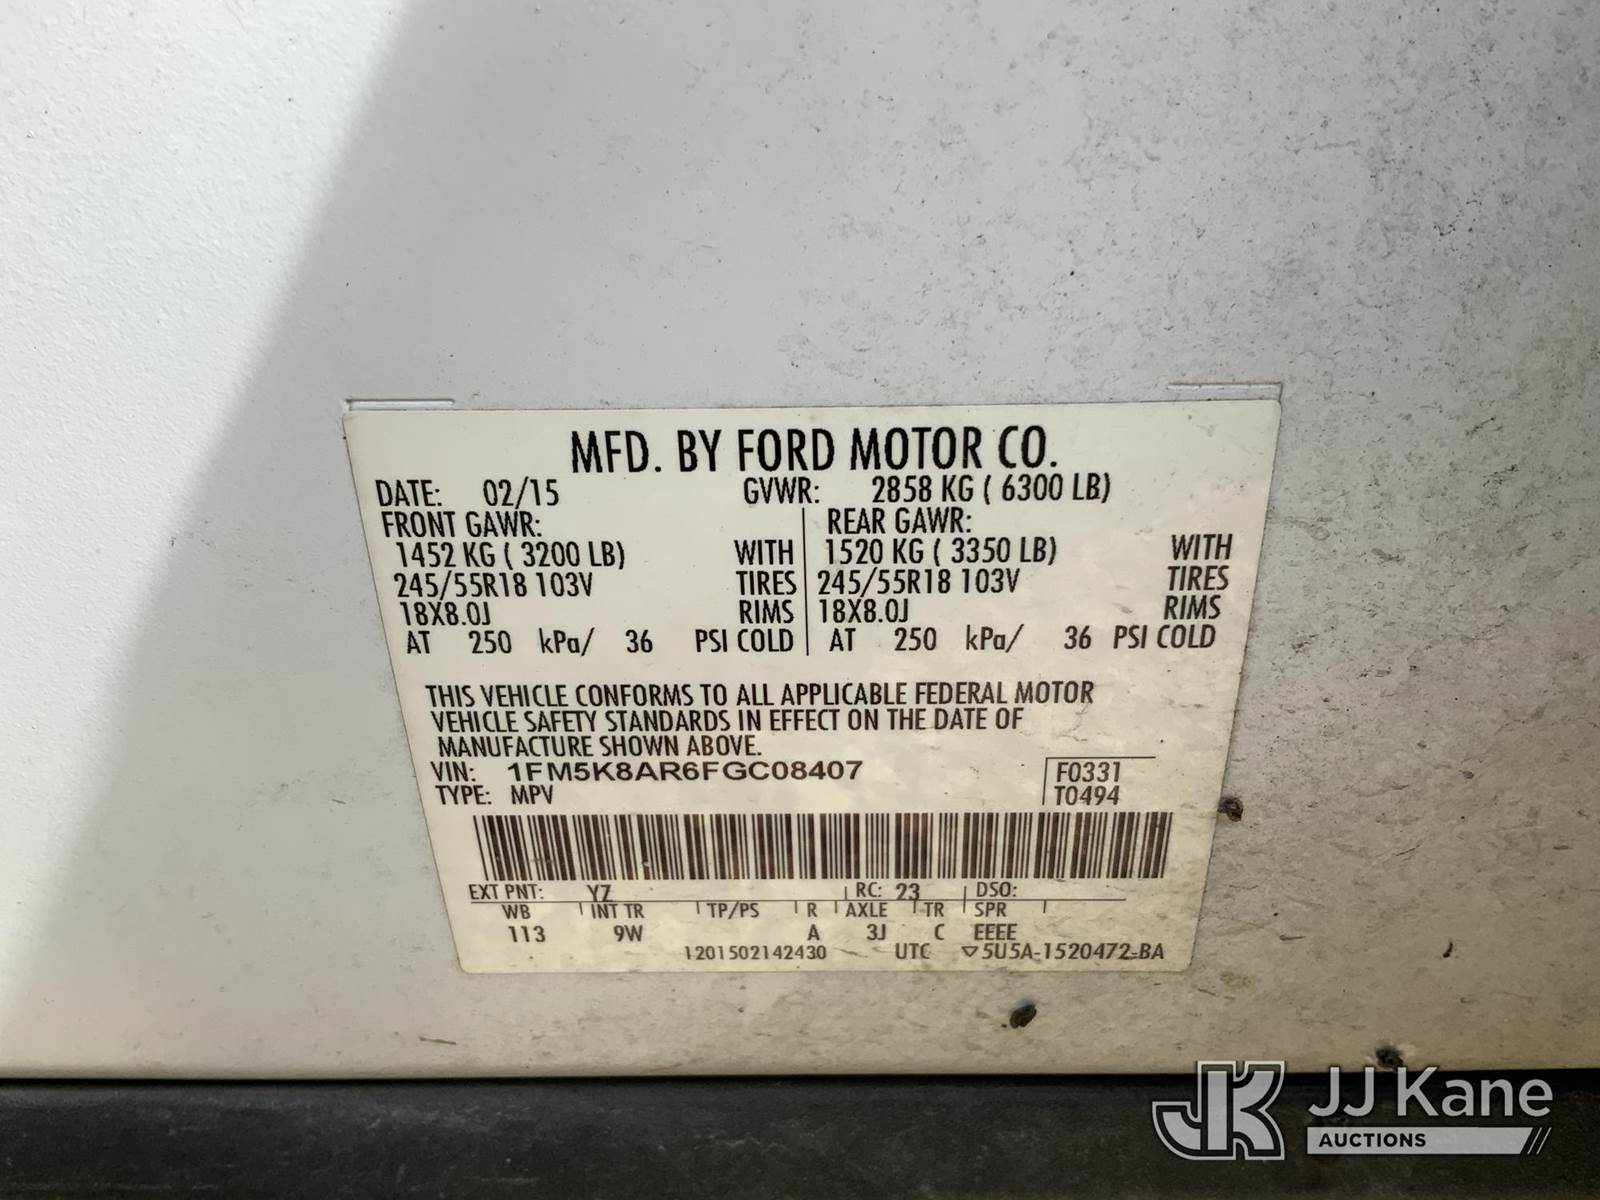 MFD. BY FORD MOTOR CO.
DATE: 02/15 GVWR: 2858 KG ( 6300 LB)
FRONT GAWR: REAR GAWR:
1452 KG ( 3200 LB) WITH 1520 KG ( 3350 LB) WITH
245/55R18 103V TIRES 245/55R18 103V TIRES
18X8.0J RIMS 18X8.0J RIMS
AT 250 kPa/ 36 PSI COLD AT 250 kPa/ 36 PSI COLD
THIS VEHICLE CONFORMS TO ALL APPLICABLE FEDERAL MOTOR
VEHICLE SAFETY STANDARDS IN EFFECT ON THE DATE OF
MANUFACTURE SHOWN ABOVE.
VIN: 1FM5K8AR6FGC08407 F0331
TYPE: MPV T0494
EXT PNT: YZ RC: 23 DSO:
WB INT TR TP/PS R AXLE TR SPR
113 9W A 3J C EEEE
1201502142430 UTC ▽5U5A-1520472-BA
JK JJ Kane
AUCTIONS